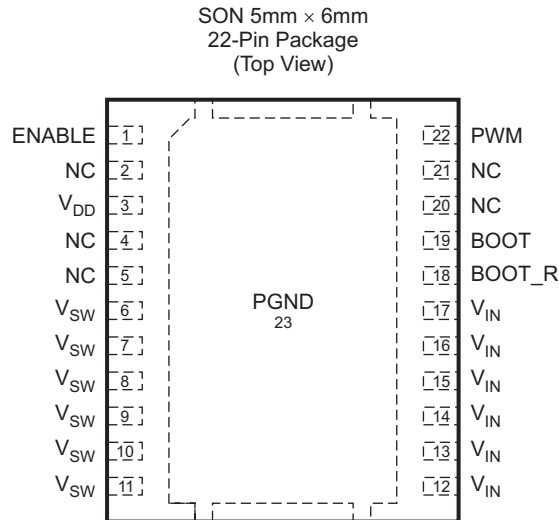 SON 5mm × 6mm
22-Pin Package
(Top View)
ENABLE 1 22 PWM
NC 2 21 NC
VDD 3 20 NC
NC 4 19 BOOT
NC 5 18 BOOT_R
PGND
23
VSW 6 17 VIN
VSW 7 16 VIN
VSW 8 15 VIN
VSW 9 14 VIN
VSW 10 13 VIN
VSW 11 12 VIN